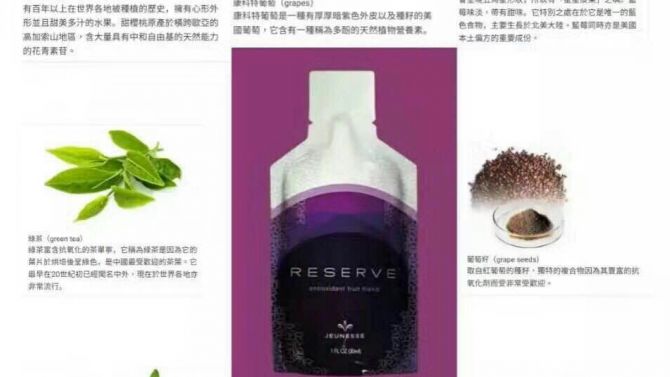 有百年以上在世界各地被種植的歷史，擁有心形外
形並且甜美多汁的水果。甜櫻桃原產於橫跨歐亞的
高加索山地區，含大量具有中和自由基的天然能力
的花青素苷。
康科特葡萄（grapes）
康科特葡萄是一種有厚厚暗紫色外皮以及種籽的美
國葡萄，它含有一種稱為多酚的天然植物營養素。
莓味淡，帶有甜味。它特別之處在於它是唯一的藍
色食物，主要生長於北美大陸。藍莓同時亦是美國
本土偏方的重要成份。
綠茶（green tea）
綠茶富含抗氧化的茶單寧。它稱為綠茶是因為它的
葉片於烘培後呈綠色。是中國最受歡迎的茶葉。它
最早在20世紀初已經聞名中外，現在於世界各地亦
非常流行。
RESERVE
antioxidant fruit blend
JEUNESSE
1 FL OZ (30ml)
葡萄籽（grape seeds）
取自紅葡萄的種籽，獨特的複合物因為其豐富的抗
氧化劑而受非常受歡迎。